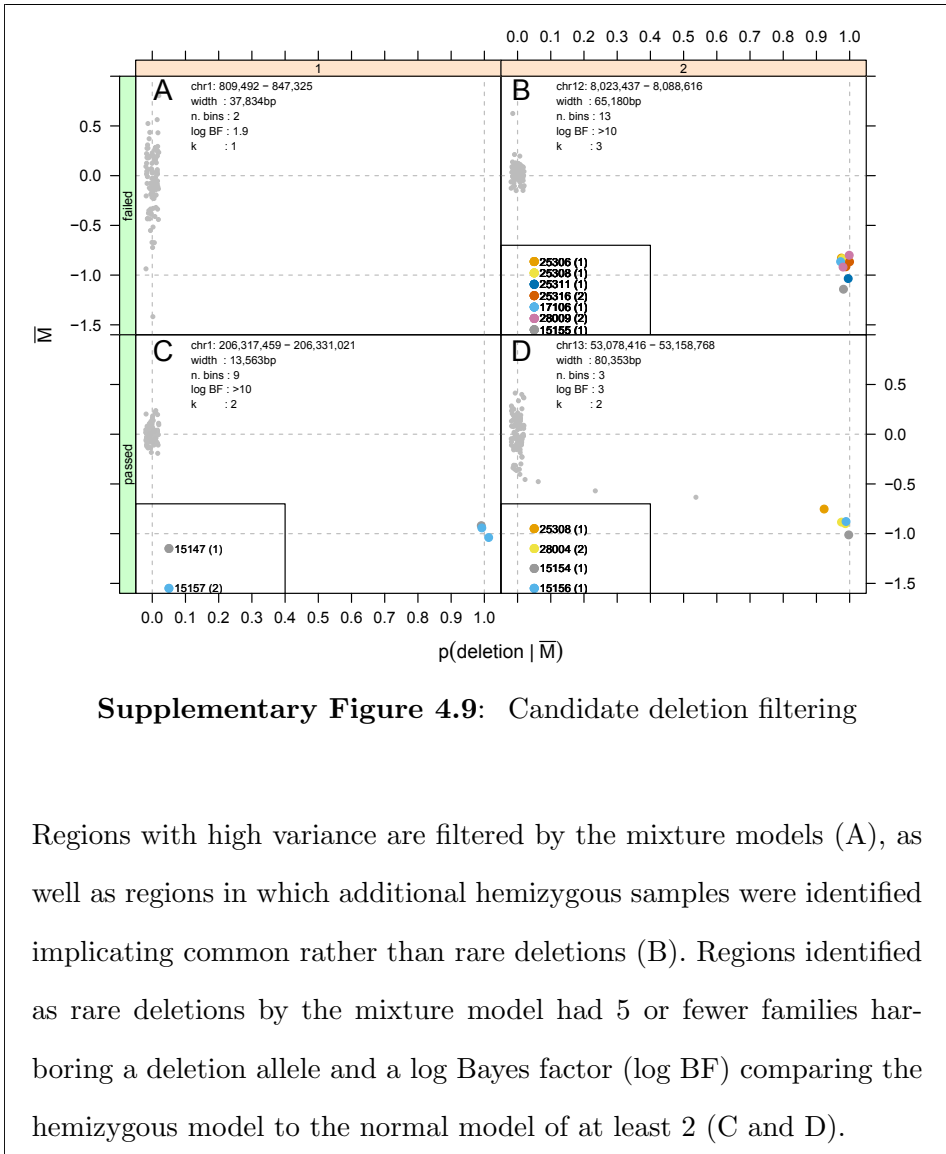 0.0 0.1 0.2 0.3 0.4 0.5 0.6 0.7 0.8 0.9 1.0
1 2
A
chr1: 809,492 − 847,325
width : 37,834bp
n. bins : 2
log BF : 1.9
k : 1
B
chr12: 8,023,437 − 8,088,616
width : 65,180bp
n. bins : 13
log BF : >10
k : 3
25306 (1)
25308 (1)
25311 (1)
25316 (2)
17106 (1)
28009 (2)
15155 (1)
failed
0.5
0.0
−0.5
−1.0
−1.5
M
C
chr1: 206,317,459 − 206,331,021
width : 13,563bp
n. bins : 9
log BF : >10
k : 2
15147 (1)
15157 (2)
D
chr13: 53,078,416 − 53,158,768
width : 80,353bp
n. bins : 3
log BF : 3
k : 2
25308 (1)
28004 (2)
15154 (1)
15156 (1)
passed
0.5
0.0
−0.5
−1.0
−1.5
0.0 0.1 0.2 0.3 0.4 0.5 0.6 0.7 0.8 0.9 1.0
p(deletion | M)
Supplementary Figure 4.9: Candidate deletion filtering
Regions with high variance are filtered by the mixture models (A), as
well as regions in which additional hemizygous samples were identified
implicating common rather than rare deletions (B). Regions identified
as rare deletions by the mixture model had 5 or fewer families har-
boring a deletion allele and a log Bayes factor (log BF) comparing the
hemizygous model to the normal model of at least 2 (C and D).